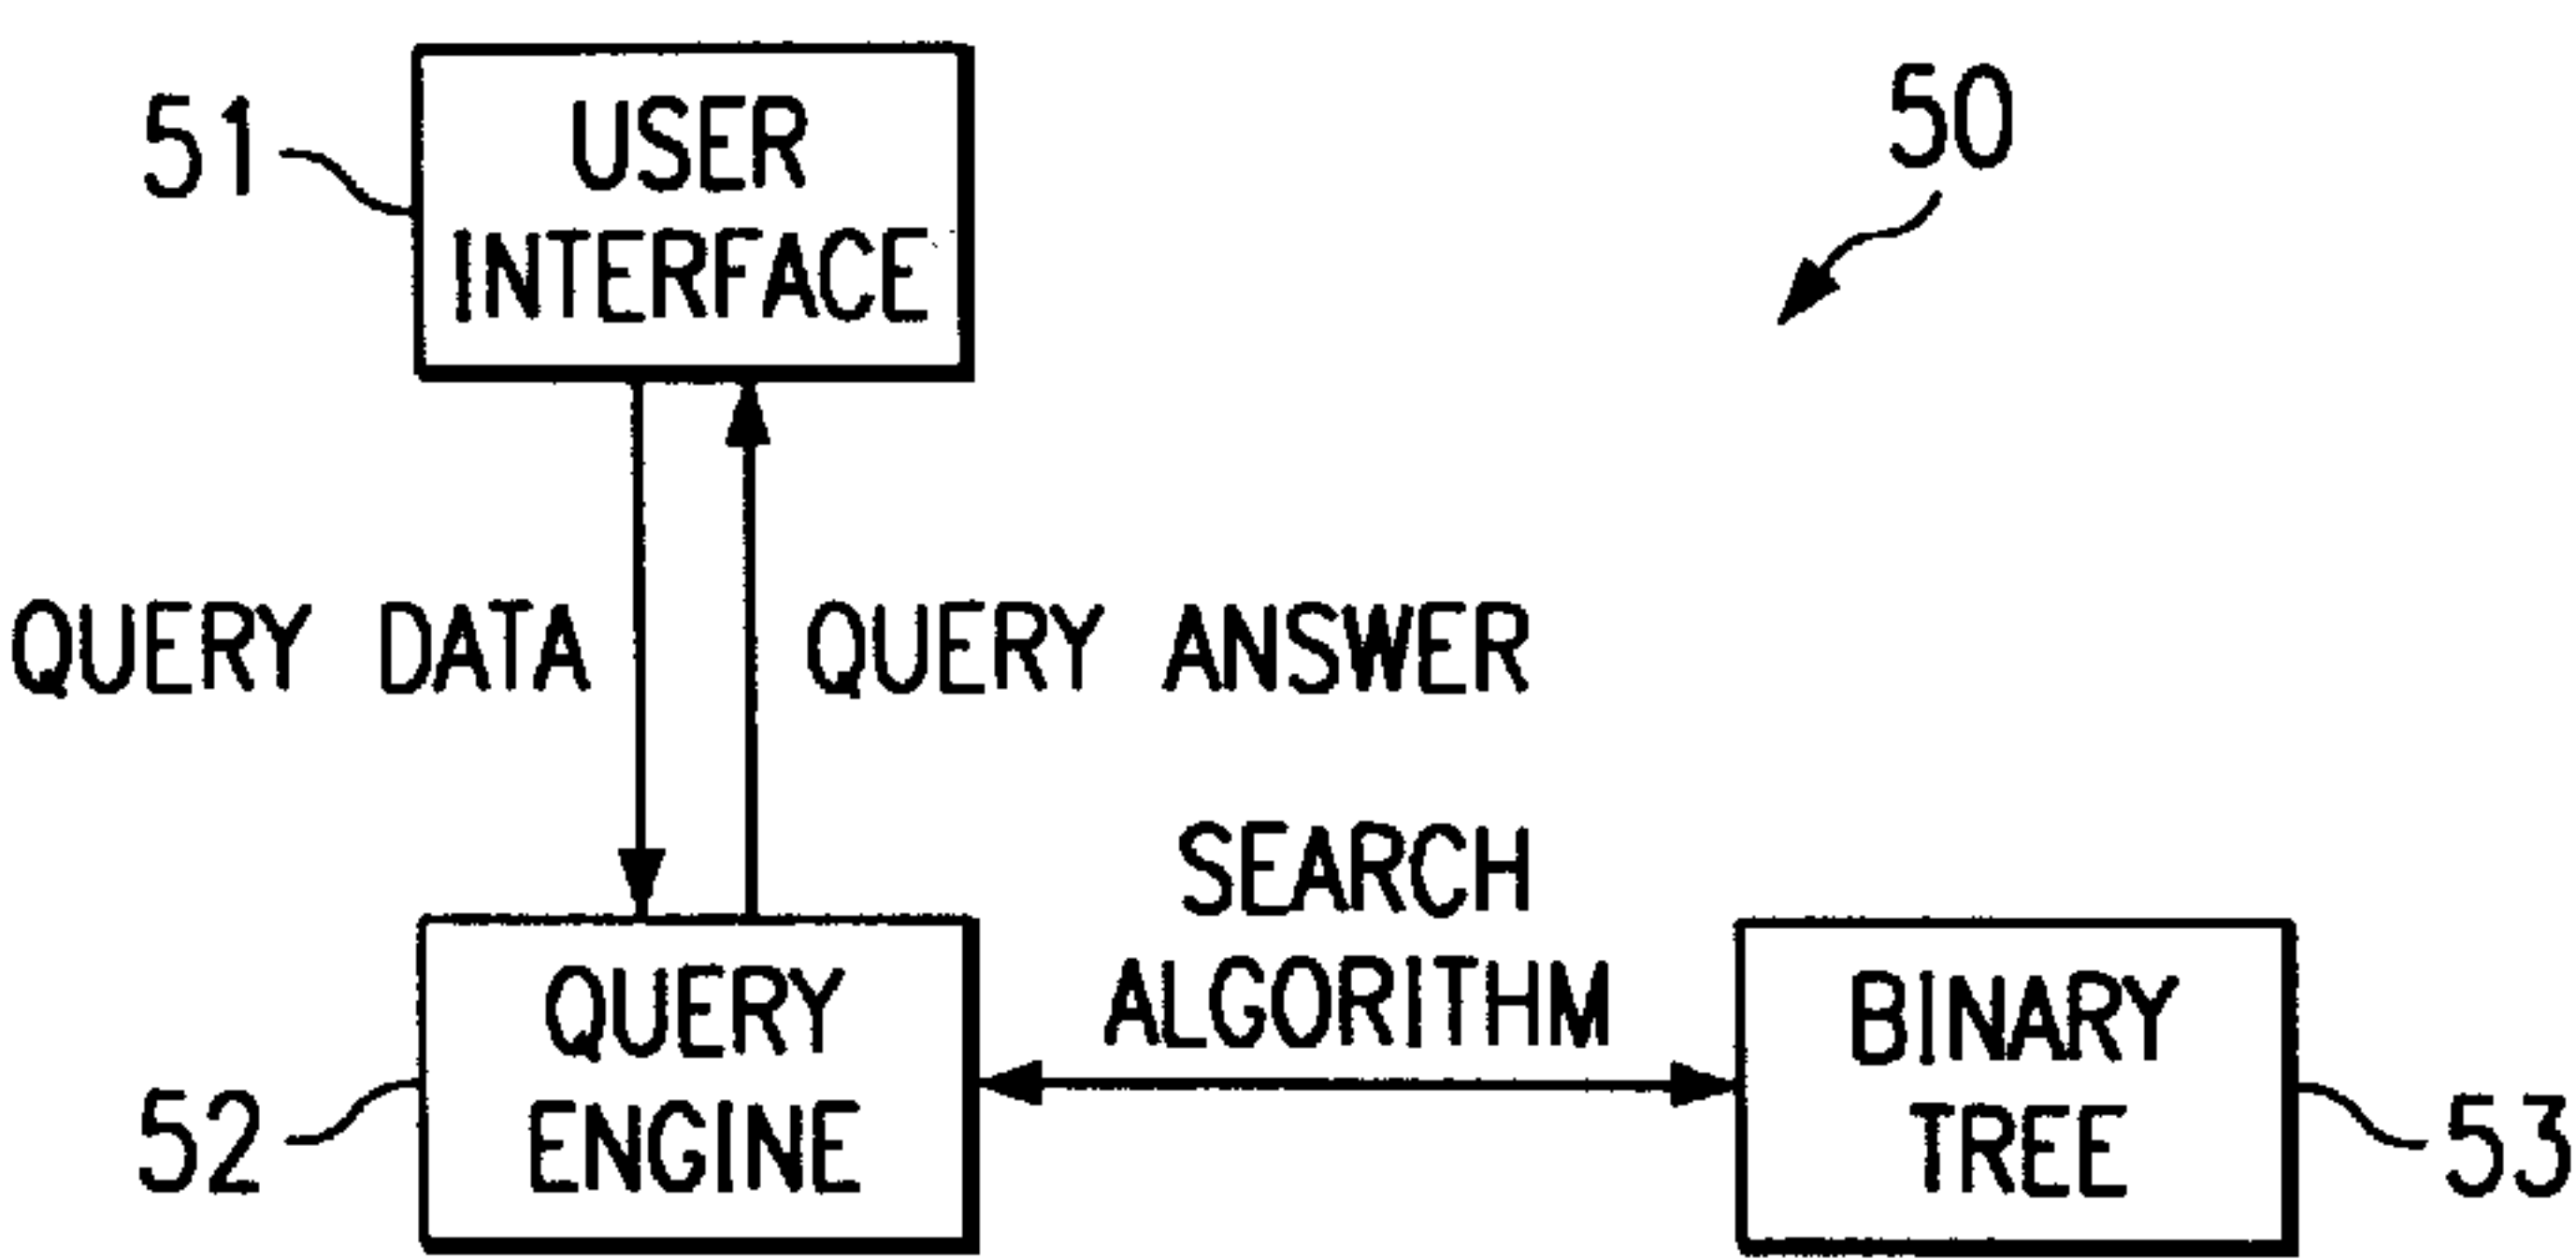 51
USER
INTERFACE
50
QUERY DATA
QUERY ANSWER
SEARCH
ALGORITHM
52
QUERY
ENGINE
BINARY
TREE
53